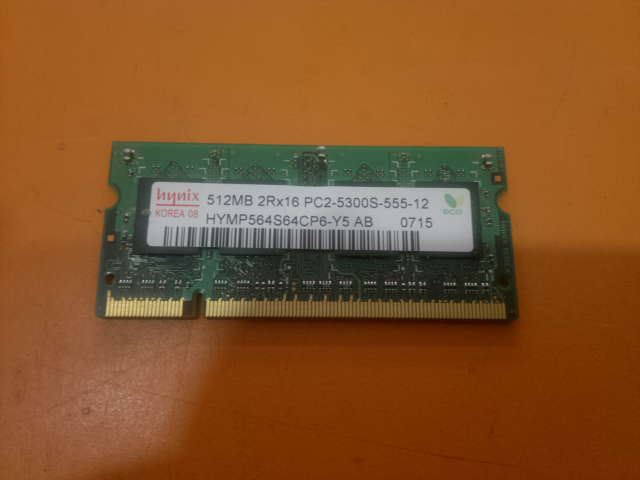 hynix
KOREA 08
512MB 2Rx16 PC2-5300S-555-12
HYMP564S64CP6-Y5 AB 0715
ECO